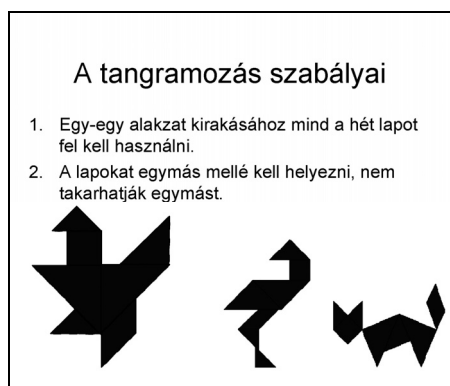 A tangramozás szabályai
1. Egy-egy alakzat kirakásához mind a hét lapot
fel kell használni.
2. A lapokat egymás mellé kell helyezni, nem
takarhatják egymást.